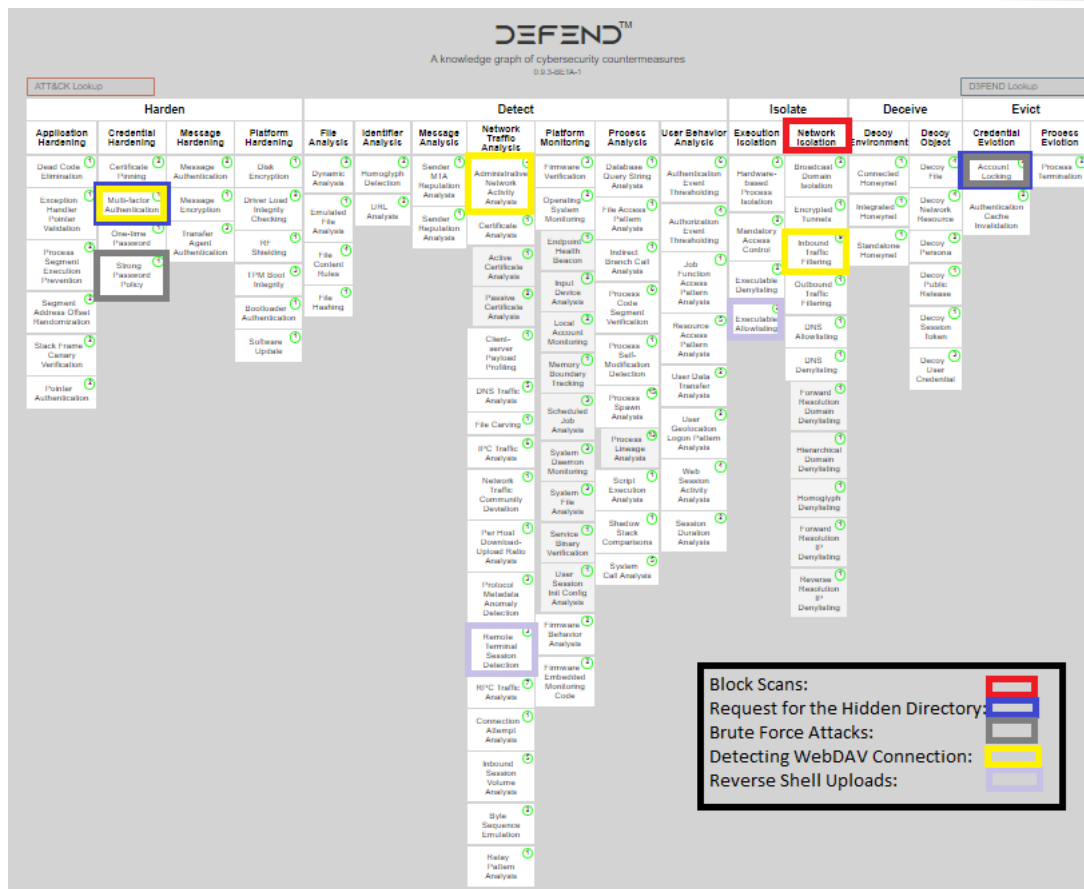 DEFEND™
A knowledge graph of cybersecurity countermeasures
0.9.3-BETA-1
ATT&CK Lookup
D3FEND Lookup
Harden
Detect
Isolate
Deceive
Evict
Application
Hardening
Dead Code
Elimination
Exception
Handler
Pointer
Validation
Process
Segment
Execution
Prevention
Segment
Address Offset
Randomization
Stack Frame
Canary
Verification
Pointer
Authentication
Credential
Hardening
Certificate
Pinning
Multi-factor
Authentication
One-time
Password
Strong
Password
Policy
Message
Hardening
Message
Authentication
Message
Encryption
Transfer
Agent
Authentication
Platform
Hardening
Disk
Encryption
Driver Load
Integrity
Checking
RF
Shielding
TPM Boot
Integrity
Bootloader
Authentication
Software
Update
File
Analysis
Dynamic
Analysis
Emulated
File
Analysis
File
Content
Rules
File
Hashing
Identifier
Analysis
Homoglyph
Detection
URL
Analysis
Message
Analysis
Sender
MTA
Reputation
Analysis
Sender
Reputation
Analysis
Network
Traffic
Analysis
Administrative
Network
Activity
Analysis
Certificate
Analysis
Active
Certificate
Analysis
Passive
Certificate
Analysis
Client-
server
Payload
Profiling
DNS Traffic
Analysis
File Carving
IPC Traffic
Analysis
Network
Traffic
Community
Deviation
Per Host
Download-
Upload Ratio
Analysis
Protocol
Metadata
Anomaly
Detection
Remote
Terminal
Session
Detection
RPC Traffic
Analysis
Connection
Attempt
Analysis
Inbound
Session
Volume
Analysis
Byte
Sequence
Emulation
Relay
Pattern
Analysis
Platform
Monitoring
Firmware
Verification
Operating
System
Monitoring
Endpoint
Health
Beacon
Input
Device
Analysis
Local
Account
Monitoring
Memory
Boundary
Tracking
Scheduled
Job
Analysis
System
Daemon
Monitoring
System
File
Analysis
Service
Binary
Verification
User
Session
Init Config
Analysis
Firmware
Behavior
Analysis
Firmware
Embedded
Monitoring
Code
Process
Analysis
Database
Query String
Analysis
File Access
Pattern
Analysis
Indirect
Branch Call
Analysis
Process
Code
Segment
Verification
Process
Self-
Modification
Detection
Process
Spawn
Analysis
Process
Lineage
Analysis
Script
Execution
Analysis
Shadow
Stack
Comparisons
System
Call Analysis
User Behavior
Analysis
Authentication
Event
Thresholding
Authorization
Event
Thresholding
Job
Function
Access
Pattern
Analysis
Resource
Access
Pattern
Analysis
User Data
Transfer
Analysis
User
Geolocation
Logon Pattern
Analysis
Web
Session
Activity
Analysis
Session
Duration
Analysis
Execution
Isolation
Hardware-
based
Process
Isolation
Mandatory
Access
Control
Executable
Denylisting
Executable
Allowlisting
Network
Isolation
Broadcast
Domain
Isolation
Encrypted
Tunnels
Inbound
Traffic
Filtering
Outbound
Traffic
Filtering
DNS
Allowlisting
DNS
Denylisting
Forward
Resolution
Domain
Denylisting
Hierarchical
Domain
Denylisting
Homoglyph
Denylisting
Forward
Resolution
IP
Denylisting
Reverse
Resolution
IP
Denylisting
Decoy
Environment
Connected
Honeynet
Integrated
Honeynet
Standalone
Honeynet
Decoy
Object
Decoy
File
Decoy
Network
Resource
Decoy
Persona
Decoy
Public
Release
Decoy
Session
Token
Decoy
User
Credential
Credential
Eviction
Account
Locking
Authentication
Cache
Invalidation
Process
Eviction
Process
Termination
Block Scans:
Request for the Hidden Directory:
Brute Force Attacks:
Detecting WebDAV Connection:
Reverse Shell Uploads: